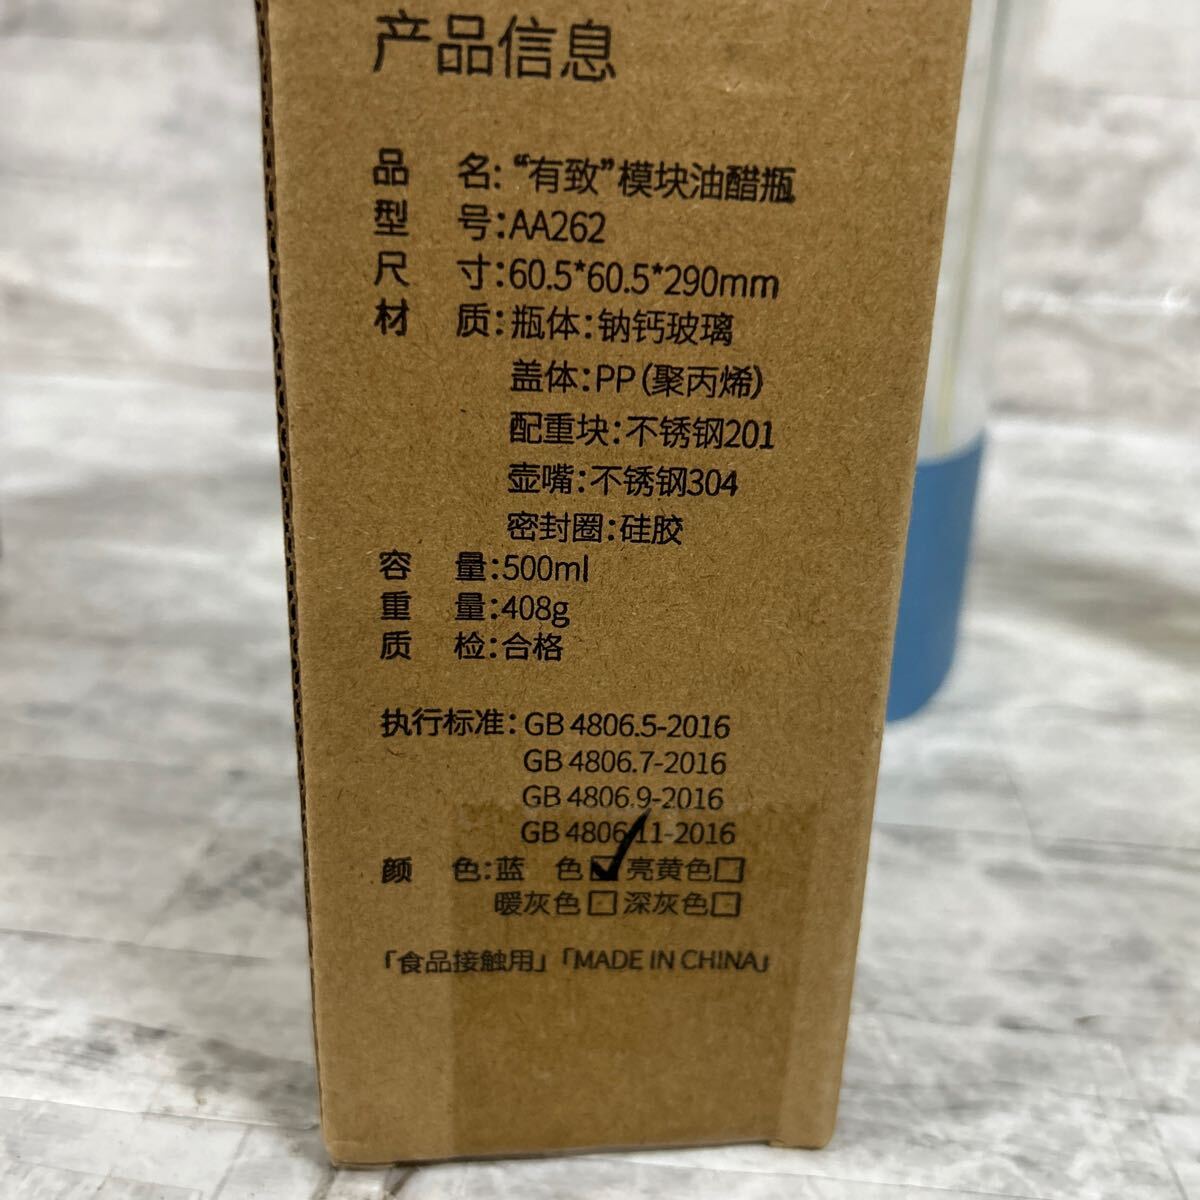 产品信息
品 名：“有致”模块油醋瓶
型 号：AA262
尺 寸：60.5*60.5*290mm
材 质：瓶体：钠钙玻璃
盖体：PP（聚丙烯）
配重块：不锈钢201
壶嘴：不锈钢304
密封圈：硅胶
容 量：500ml
重 量：408g
质 检：合格
执行标准：GB 4806.5-2016
GB 4806.7-2016
GB 4806.9-2016
GB 4806.11-2016
颜 色：蓝 色☑亮黄色□
暖灰色□深灰色□
「食品接触用」「MADE IN CHINA」